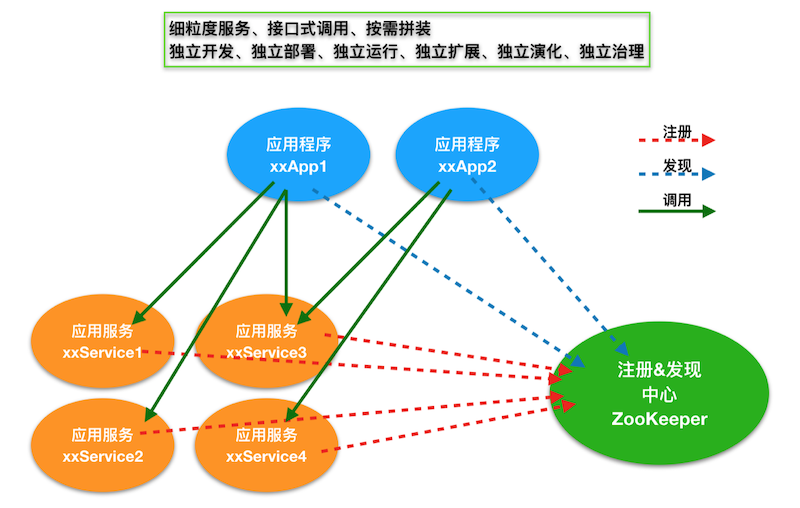 细粒度服务、接口式调用、按需拼装
独立开发、独立部署、独立运行、独立扩展、独立演化、独立治理
应用程序
xxApp1
应用程序
xxApp2
注册
发现
调用
应用服务
xxService1
应用服务
xxService3
注册&发现
中心
ZooKeeper
应用服务
xxService2
应用服务
xxService4